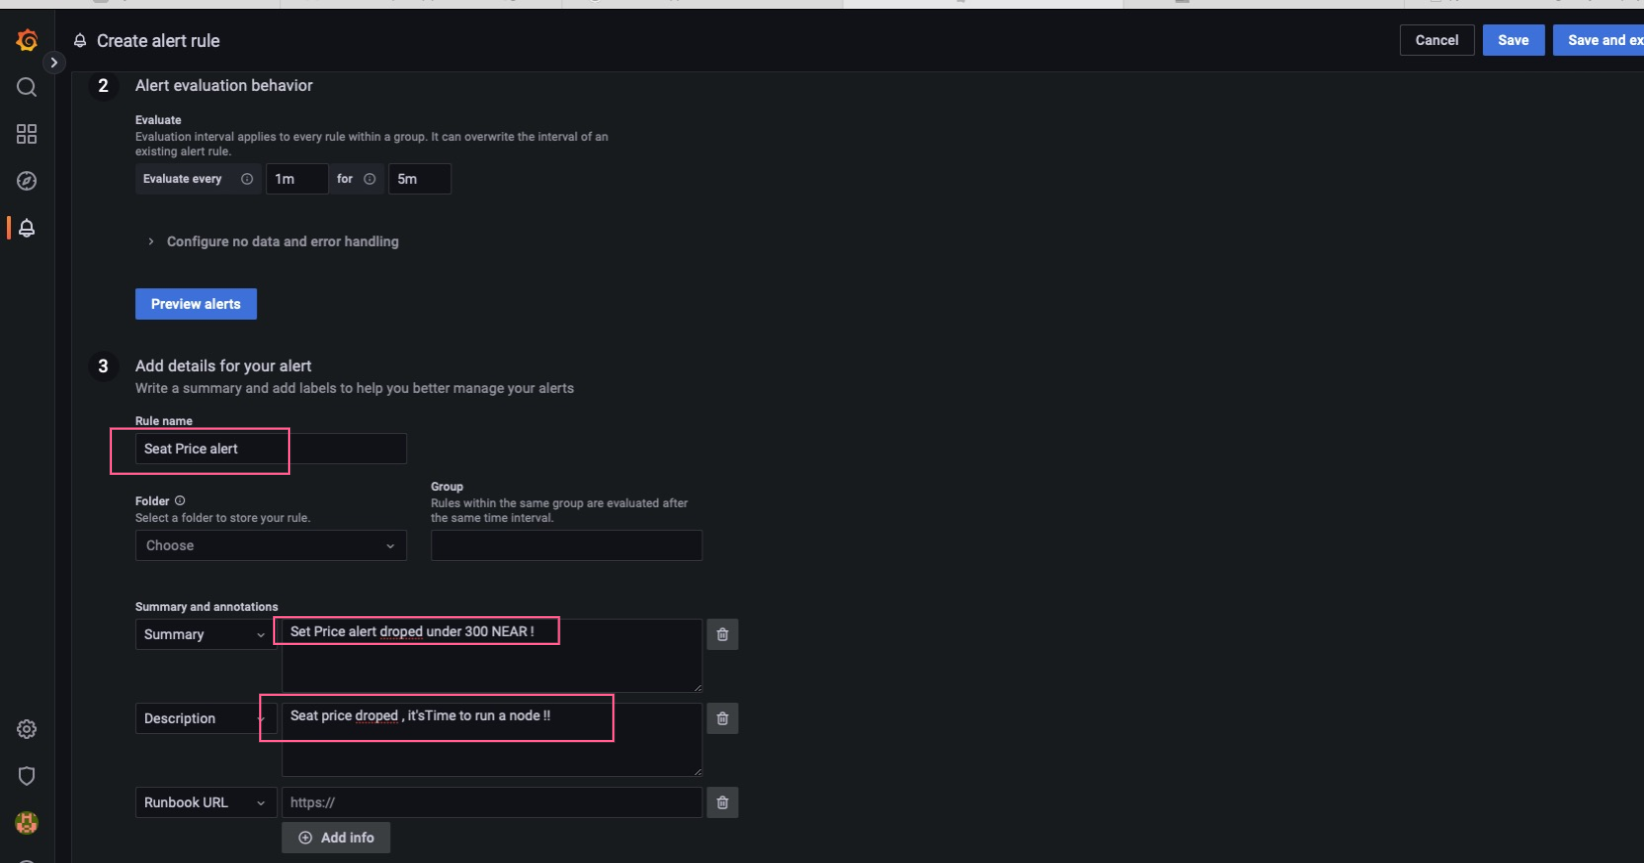 Create alert rule
Cancel
Save
Save and ex
2 Alert evaluation behavior
Evaluate
Evaluation interval applies to every rule within a group. It can overwrite the interval of an
existing alert rule.
Evaluate every 1m for 5m
Configure no data and error handling
Preview alerts
3 Add details for your alert
Write a summary and add labels to help you better manage your alerts
Rule name
Seat Price alert
Folder
Select a folder to store your rule.
Choose
Group
Rules within the same group are evaluated after
the same time interval.
Summary and annotations
Summary
Set Price alert droped under 300 NEAR !
Description
Seat price droped , it'sTime to run a node !!
Runbook URL
https://
Add info